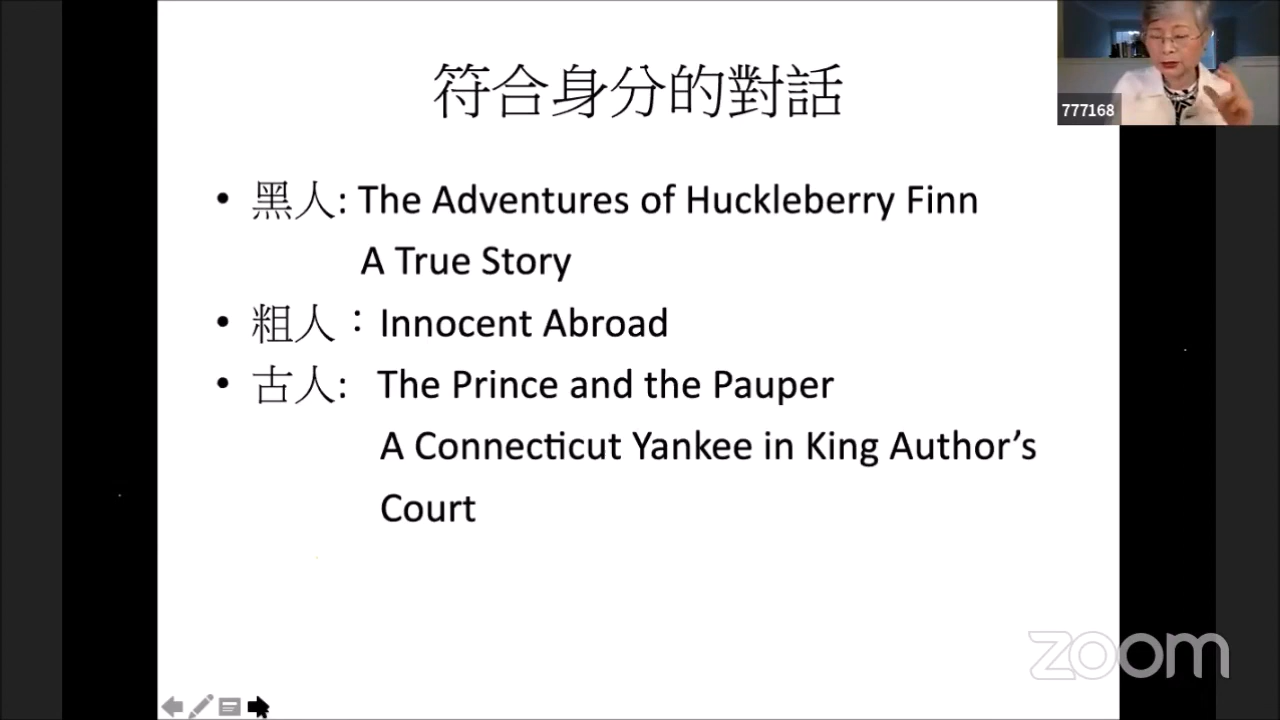 符合身分的對話
777168
• 黑人: The Adventures of Huckleberry Finn
A True Story
• 粗人：Innocent Abroad
• 古人: The Prince and the Pauper
A Connecticut Yankee in King Author’s
Court
zoom